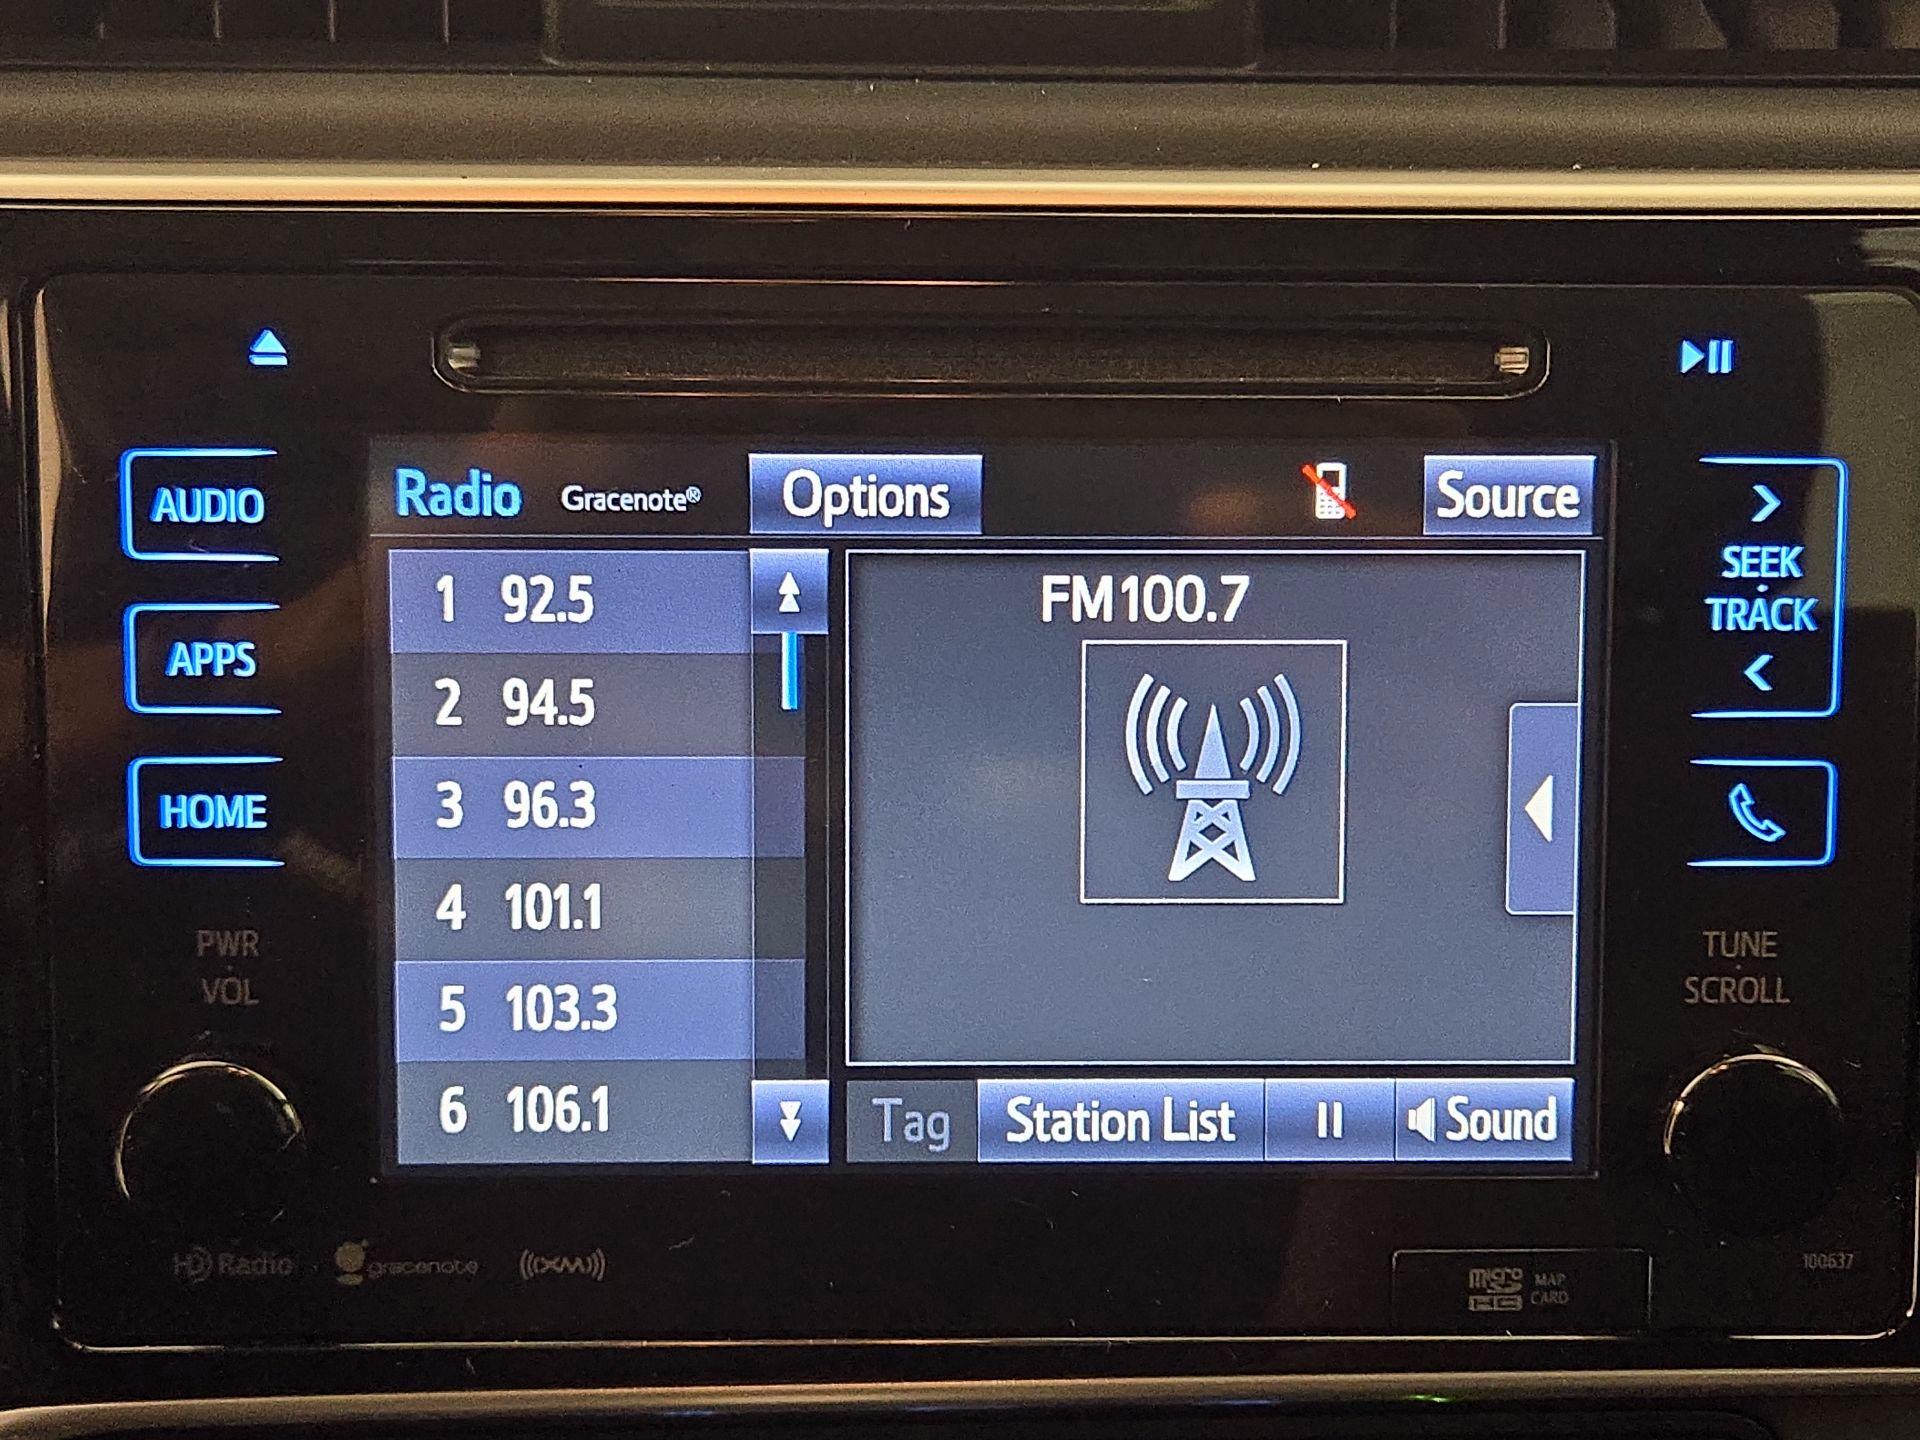 AUDIO
APPS
HOME
PWR
VOL
Radio Gracenote® Options Source
1 92.5
2 94.5
3 96.3
4 101.1
5 103.3
6 106.1
FM100.7
Tag Station List Sound
SEEK
TRACK
TUNE
SCROLL
HD Radio gracenote ((XM))
micro
HC
MAP
CARD
100637